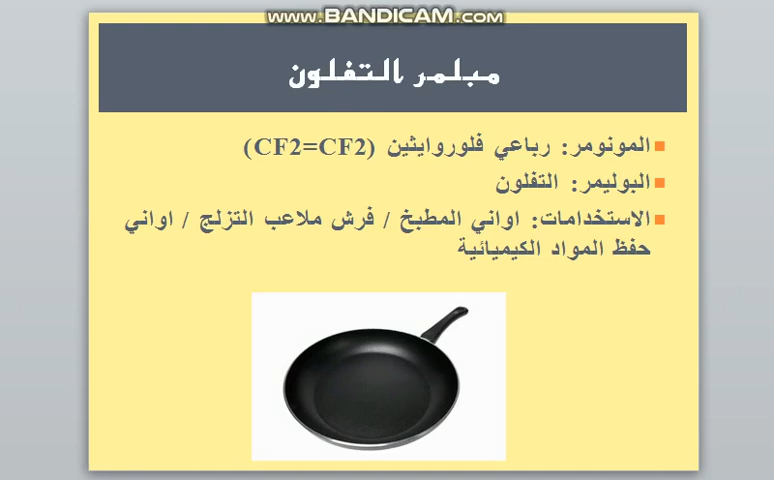 www.BANDICAM.com
مبلمر التفلون
المونومر: رباعي فلوروايثين (CF2=CF2)
البوليمر: التفلون
الاستخدامات: اواني المطبخ / فرش ملاعب التزلج / اواني
حفظ المواد الكيميائية